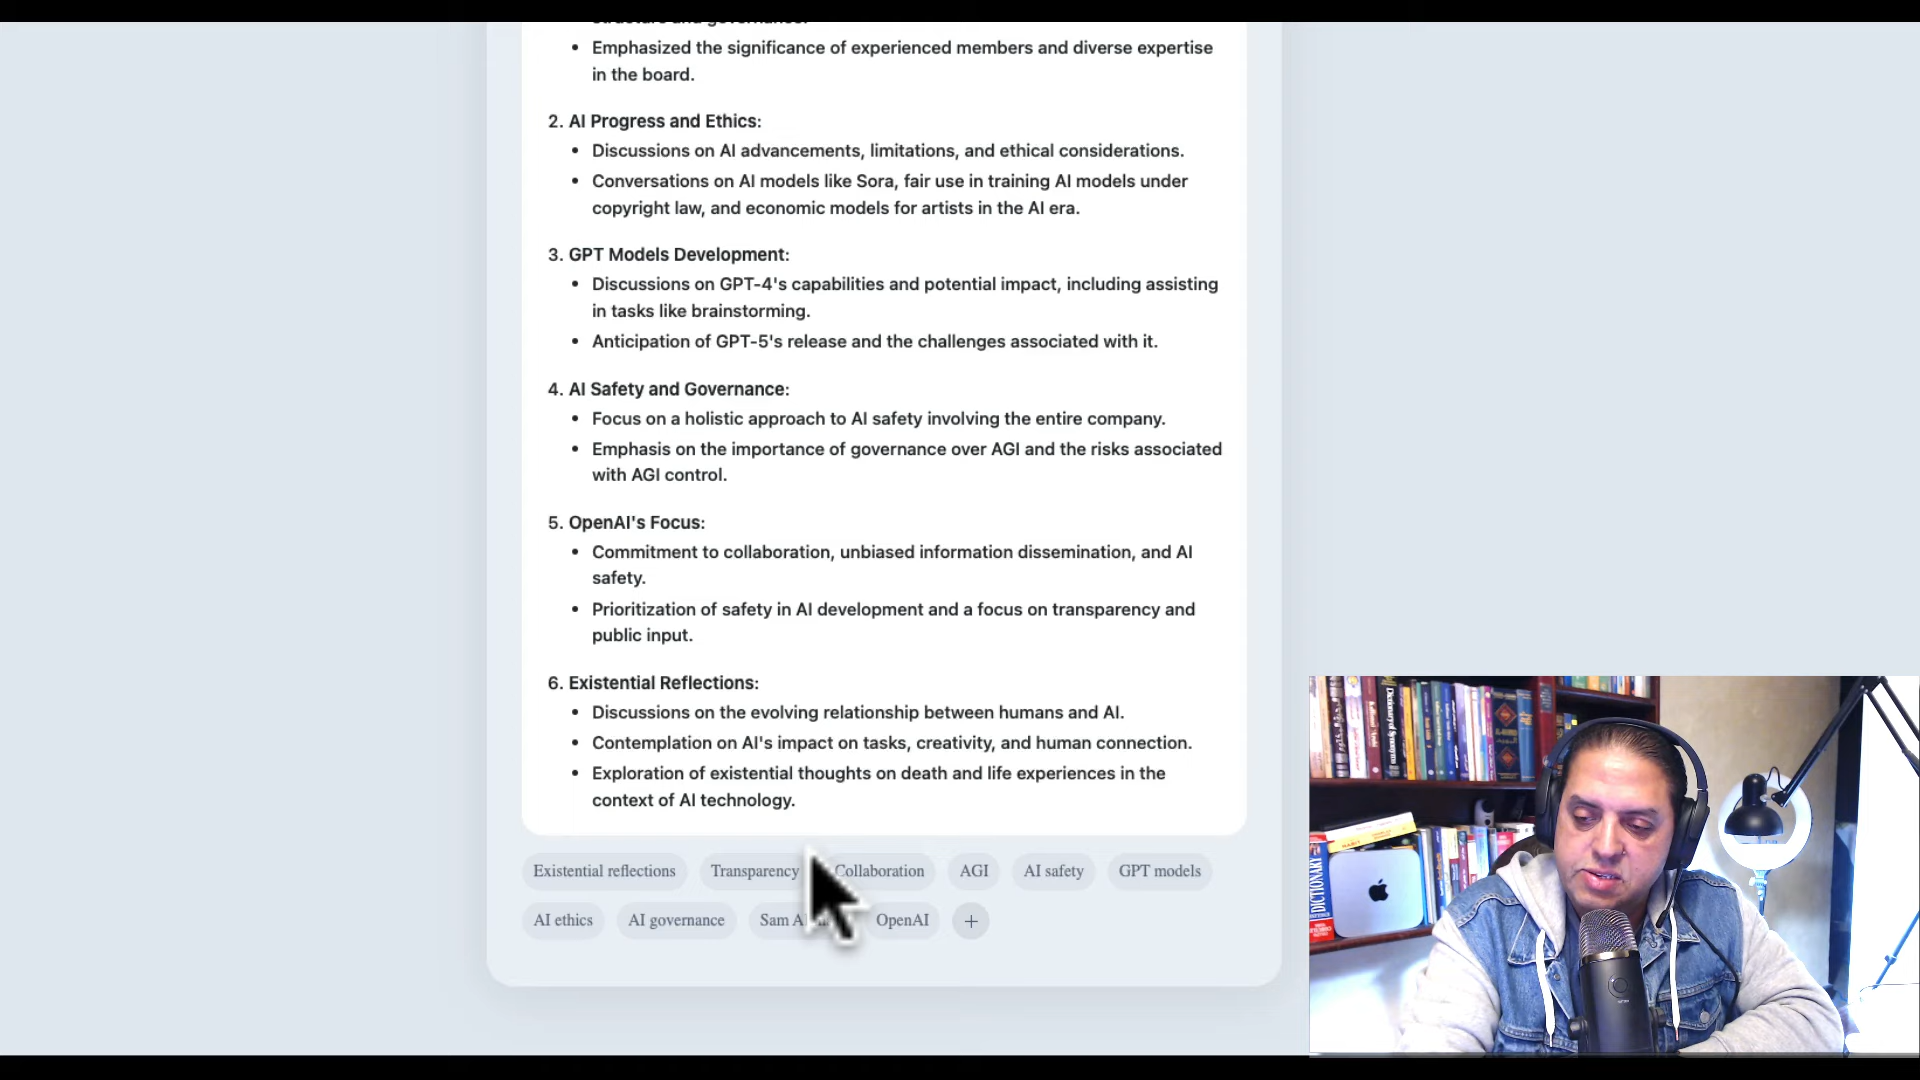 • Emphasized the significance of experienced members and diverse expertise
in the board.
2. AI Progress and Ethics:
• Discussions on AI advancements, limitations, and ethical considerations.
• Conversations on AI models like Sora, fair use in training AI models under
copyright law, and economic models for artists in the AI era.
3. GPT Models Development:
• Discussions on GPT-4's capabilities and potential impact, including assisting
in tasks like brainstorming.
• Anticipation of GPT-5's release and the challenges associated with it.
4. AI Safety and Governance:
• Focus on a holistic approach to AI safety involving the entire company.
• Emphasis on the importance of governance over AGI and the risks associated
with AGI control.
5. OpenAI's Focus:
• Commitment to collaboration, unbiased information dissemination, and AI
safety.
• Prioritization of safety in AI development and a focus on transparency and
public input.
6. Existential Reflections:
• Discussions on the evolving relationship between humans and AI.
• Contemplation on AI's impact on tasks, creativity, and human connection.
• Exploration of existential thoughts on death and life experiences in the
context of AI technology.
Existential reflections Transparency Collaboration AGI AI safety GPT models
AI ethics AI governance Sam OpenAI +
DICTIONARY